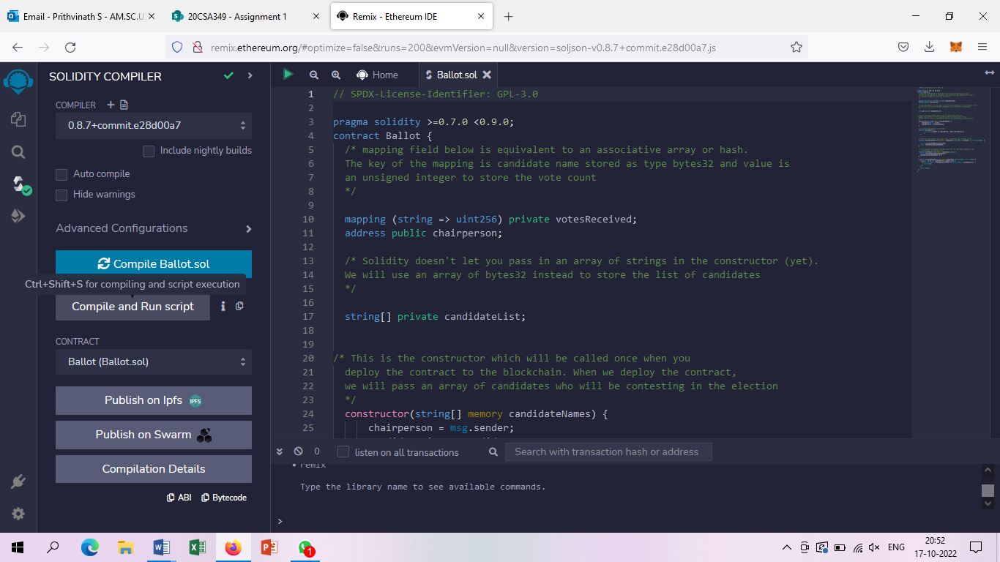 Email - Prithvinath S - AM.SC.U
20CSA349 - Assignment 1
Remix - Ethereum IDE
remix.ethereum.org/#optimize=false&runs=200&evmVersion=null&version=soljson-v0.8.7+commit.e28d00a7.js
SOLIDITY COMPILER
COMPILER
0.8.7+commit.e28d00a7
Include nightly builds
Auto compile
Hide warnings
Advanced Configurations
Compile Ballot.sol
Ctrl+Shift+S for compiling and script execution
Compile and Run script
CONTRACT
Ballot (Ballot.sol)
Publish on Ipfs IPFS
Publish on Swarm
Compilation Details
ABI Bytecode
Home
Ballot.sol
1 // SPDX-License-Identifier: GPL-3.0
2
3 pragma solidity >=0.7.0 <0.9.0;
4 contract Ballot {
5 /* mapping field below is equivalent to an associative array or hash.
6 The key of the mapping is candidate name stored as type bytes32 and value is
7 an unsigned integer to store the vote count
8 */
9
10 mapping (string => uint256) private votesReceived;
11 address public chairperson;
12
13 /* Solidity doesn't let you pass in an array of strings in the constructor (yet).
14 We will use an array of bytes32 instead to store the list of candidates
15 */
16
17 string[] private candidateList;
18
19
20 /* This is the constructor which will be called once when you
21 deploy the contract to the blockchain. When we deploy the contract,
22 we will pass an array of candidates who will be contesting in the election
23 */
24 constructor(string[] memory candidateNames) {
25 chairperson = msg.sender;
0
listen on all transactions
Search with transaction hash or address
• remix
Type the library name to see available commands.
>
1
ENG
20:52
17-10-2022